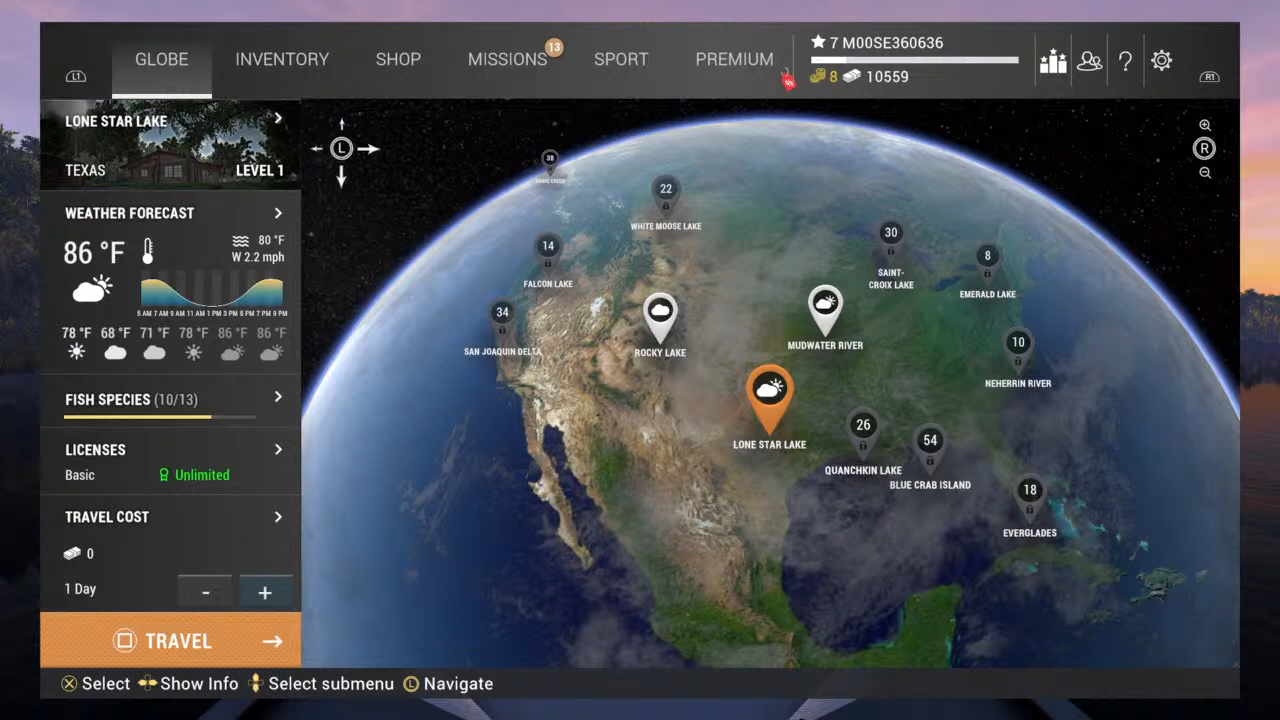 GLOBE INVENTORY SHOP MISSIONS 13 SPORT PREMIUM
7 M00SE360636
8 10559
L1
R1
LONE STAR LAKE
TEXAS LEVEL 1
WEATHER FORECAST
86 °F
80 °F
W 2.2 mph
5 AM 7 AM 9 AM 11 AM 1 PM 3 PM 5 PM 7 PM 9 PM
78 °F 68 °F 71 °F 78 °F 86 °F 86 °F
FISH SPECIES (10/13)
LICENSES
Basic Unlimited
TRAVEL COST
0
1 Day - +
TRAVEL
L
R
38
22
WHITE MOOSE LAKE
14
FALCON LAKE
30
SAINT-
CROIX LAKE
8
EMERALD LAKE
34
SAN JOAQUIN DELTA
ROCKY LAKE
MUDWATER RIVER
10
NEHERRIN RIVER
LONE STAR LAKE
26
QUANCHKIN LAKE
54
BLUE CRAB ISLAND
18
EVERGLADES
Select Show Info Select submenu L Navigate